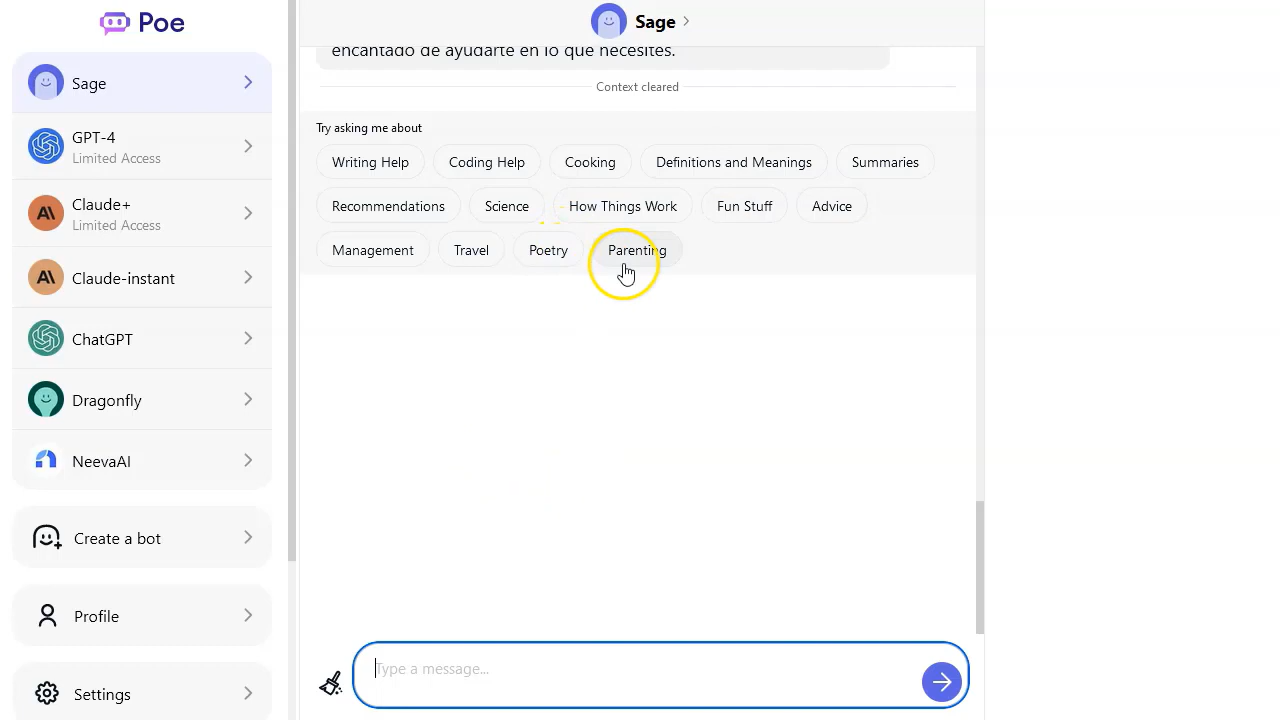 Poe
Sage
GPT-4
Limited Access
Claude+
Limited Access
Claude-instant
ChatGPT
Dragonfly
NeevaAI
Create a bot
Profile
Settings
Sage
encantado de ayudarte en lo que necesites.
Context cleared
Try asking me about
Writing Help Coding Help Cooking Definitions and Meanings Summaries
Recommendations Science How Things Work Fun Stuff Advice
Management Travel Poetry Parenting
Type a message...